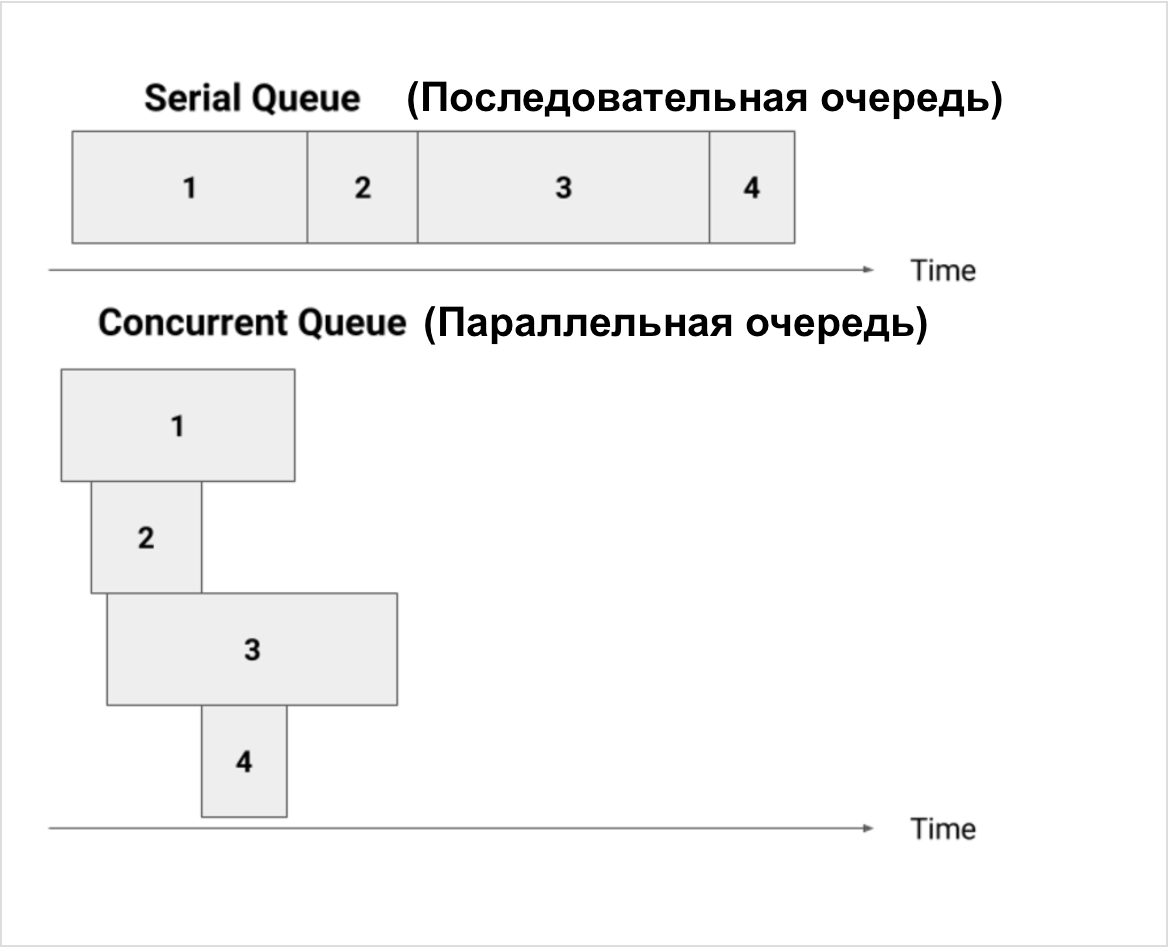 Serial Queue (Последовательная очередь)
1 2 3 4
Time
Concurrent Queue (Параллельная очередь)
1
2
3
4
Time